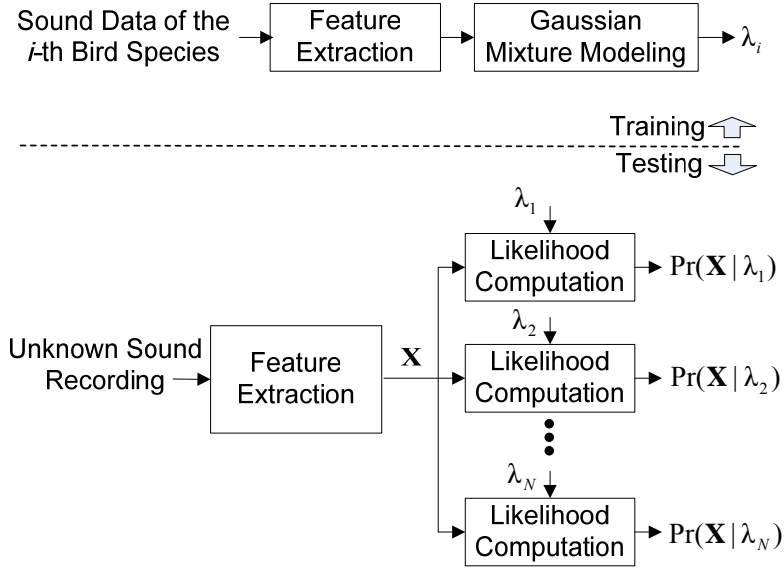 Sound Data of the
i-th Bird Species
Feature
Extraction
Gaussian
Mixture Modeling
λi
Training
Testing
λ1
Likelihood
Computation
Pr(X | λ1)
Unknown Sound
Recording
Feature
Extraction
X
λ2
Likelihood
Computation
Pr(X | λ2)
λN
Likelihood
Computation
Pr(X | λN)